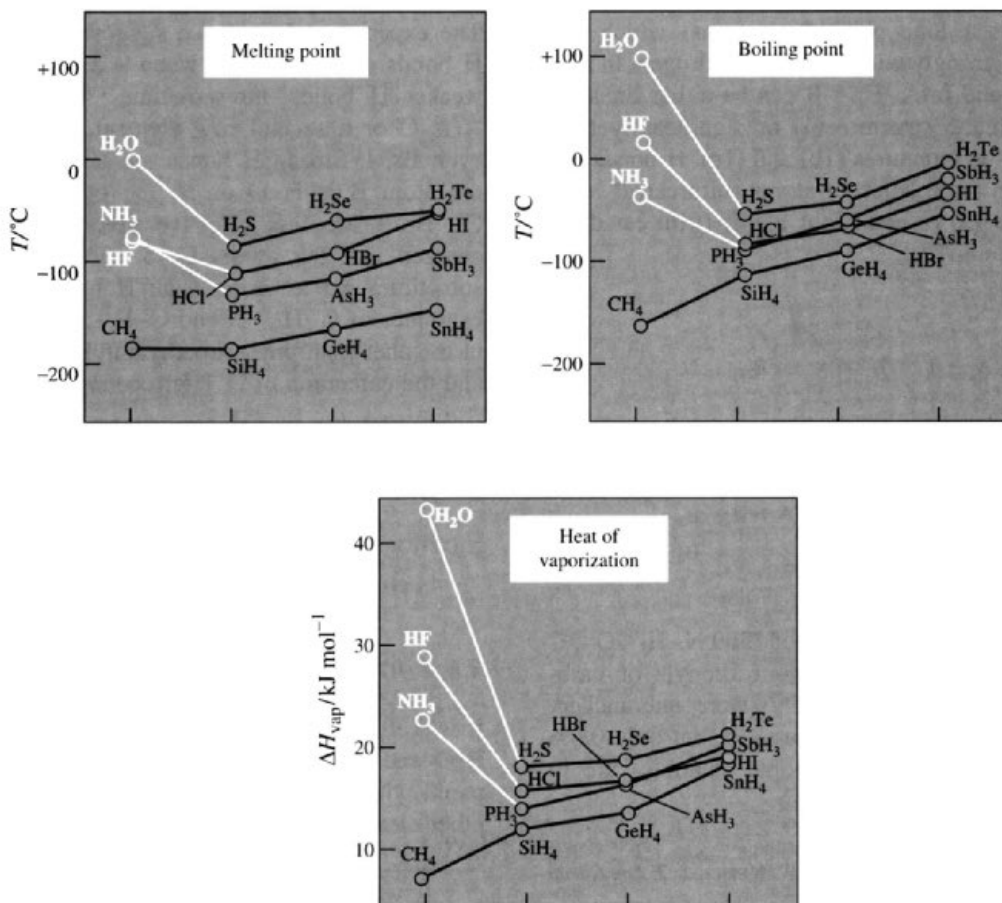 Melting point
+100
0
−100
−200
T/°C
H₂O
NH₃
HF
CH₄
H₂S
HCl
PH₃
SiH₄
H₂Se
HBr
AsH₃
GeH₄
H₂Te
HI
SbH₃
SnH₄
Boiling point
+100
0
−100
−200
T/°C
H₂O
HF
NH₃
CH₄
H₂S
HCl
PH₃
SiH₄
H₂Se
AsH₃
HBr
GeH₄
H₂Te
SbH₃
HI
SnH₄
Heat of
vaporization
40
30
20
10
ΔHvap/kJ mol⁻¹
H₂O
HF
NH₃
CH₄
H₂S
HCl
PH₃
SiH₄
HBr
H₂Se
AsH₃
GeH₄
H₂Te
SbH₃
HI
SnH₄